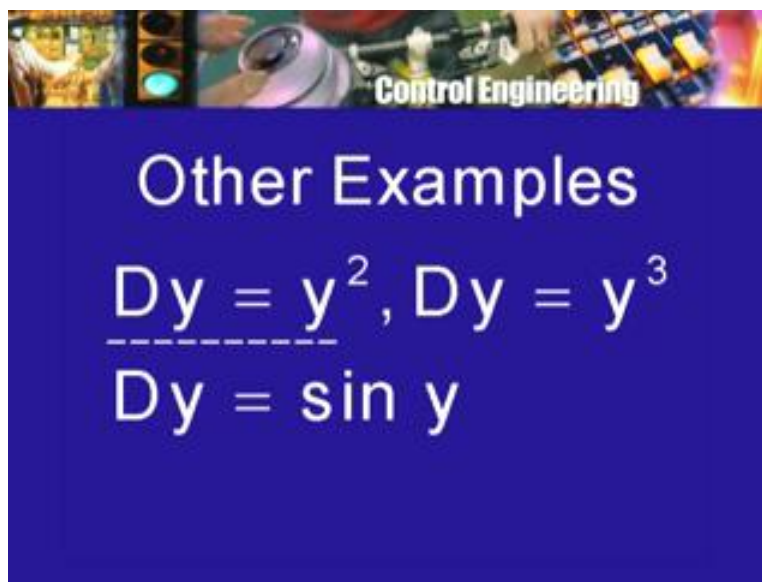 Control Engineering
Other Examples
Dy = y², Dy = y³
Dy = sin y